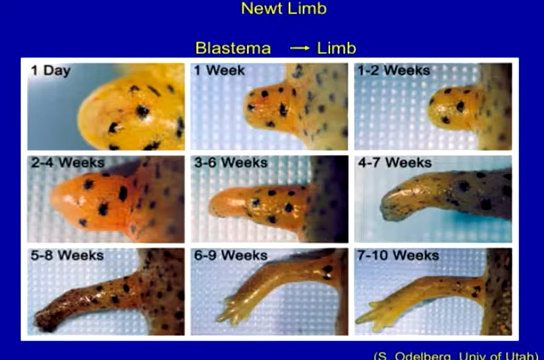 Newt Limb
Blastema → Limb
1 Day
1 Week
1-2 Weeks
2-4 Weeks
3-6 Weeks
4-7 Weeks
5-8 Weeks
6-9 Weeks
7-10 Weeks
(S. Odelberg, Univ of Utah)